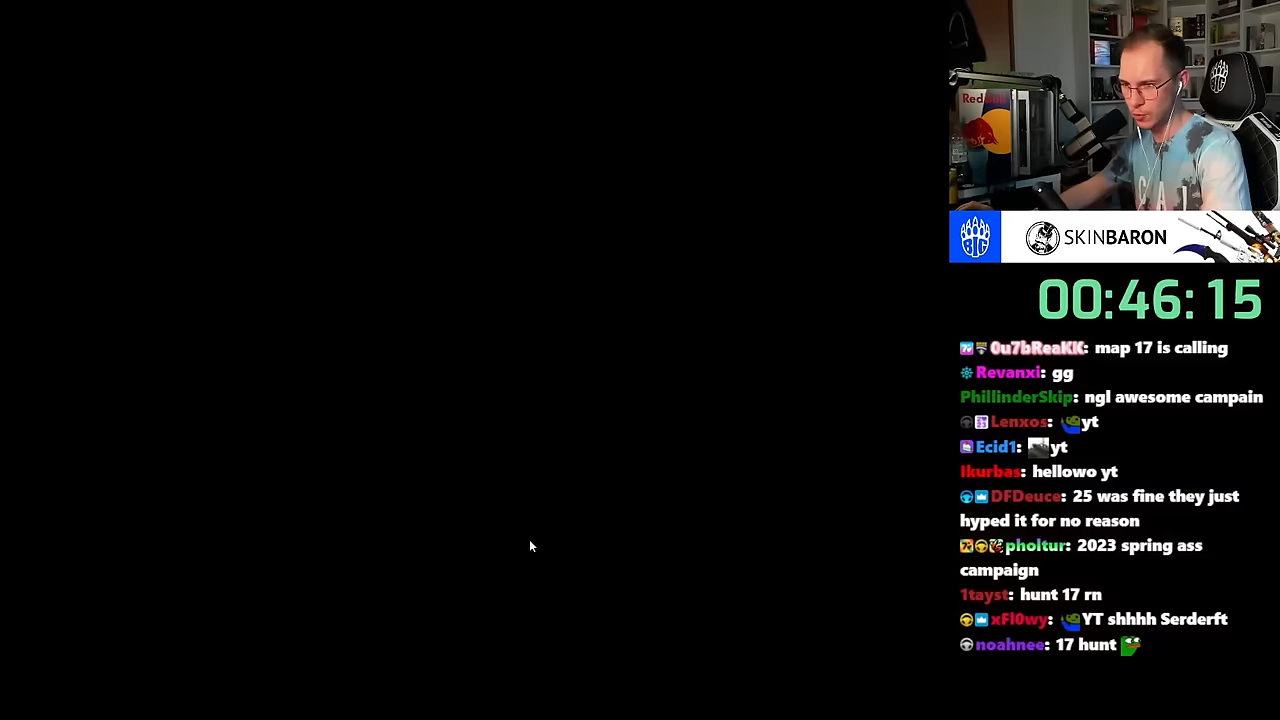 Red Bull
BIG
SKINBARON
00:46:15
0u7bReaKK: map 17 is calling
Revanxi: gg
PhillinderSkip: ngl awesome campain
Lenxos: yt
Ecid1: yt
Ikurbas: hellowo yt
DFDeuce: 25 was fine they just
hyped it for no reason
pholtur: 2023 spring ass
campaign
1tayst: hunt 17 rn
xFl0wy: YT shhhh Serderft
noahnee: 17 hunt